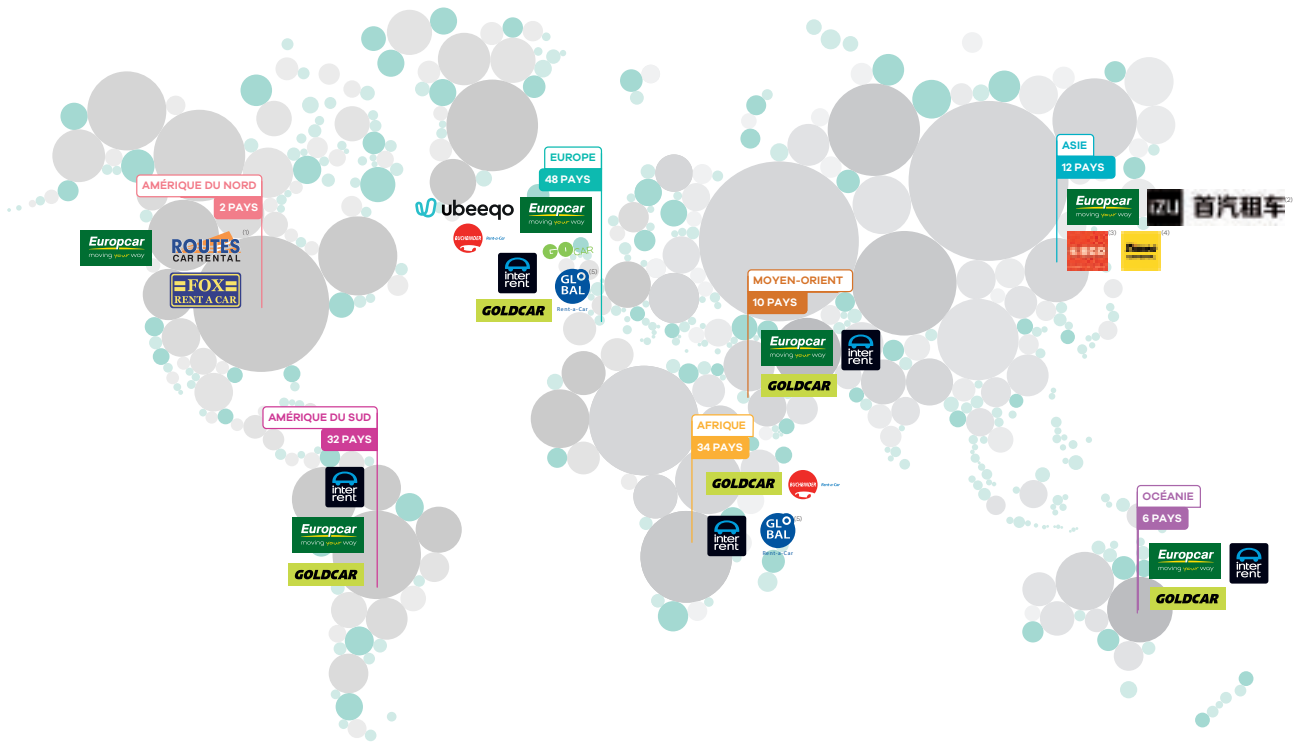 AMÉRIQUE DU NORD
2 PAYS
Europcar
moving your way
ROUTES
(1)
CAR RENTAL
FOX
RENT A CAR
EUROPE
48 PAYS
ubeeqo
Europcar
moving your way
BUCHBINDER
Rent-a-Car
GoCAR
inter
rent
GLOBAL
(5)
Rent-a-Car
GOLDCAR
ASIE
12 PAYS
Europcar
moving your way
首汽租车
(2)
(3)
(4)
MOYEN-ORIENT
10 PAYS
Europcar
moving your way
inter
rent
GOLDCAR
AMÉRIQUE DU SUD
32 PAYS
inter
rent
Europcar
moving your way
GOLDCAR
AFRIQUE
34 PAYS
GOLDCAR
BUCHBINDER
Rent-a-Car
inter
rent
GLOBAL
(5)
Rent-a-Car
OCÉANIE
6 PAYS
Europcar
moving your way
inter
rent
GOLDCAR